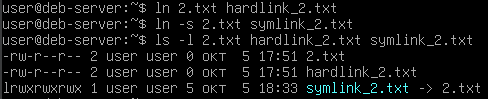 user@deb-server:~$ ln 2.txt hardlink_2.txt
user@deb-server:~$ ln -s 2.txt symlink_2.txt
user@deb-server:~$ ls -l 2.txt hardlink_2.txt symlink_2.txt
-rw-r--r-- 2 user user 0 окт  5 17:51 2.txt
-rw-r--r-- 2 user user 0 окт  5 17:51 hardlink_2.txt
lrwxrwxrwx 1 user user 5 окт  5 18:33 symlink_2.txt -> 2.txt